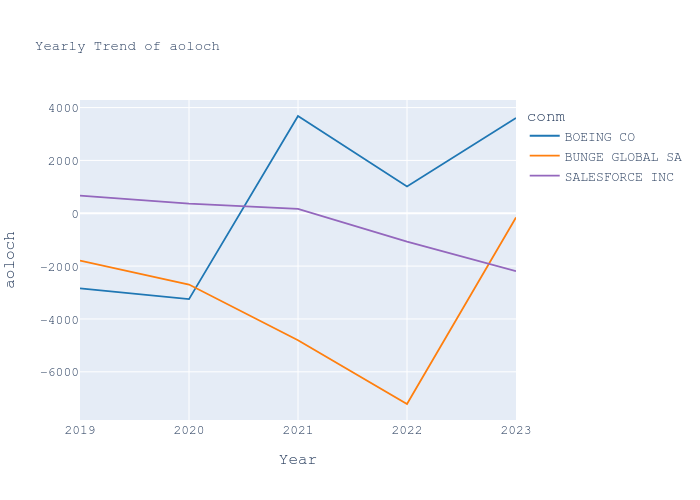 Yearly Trend of aoloch
conm
BOEING CO
BUNGE GLOBAL SA
SALESFORCE INC
aoloch
4000
2000
0
−2000
−4000
−6000
2019
2020
2021
2022
2023
Year